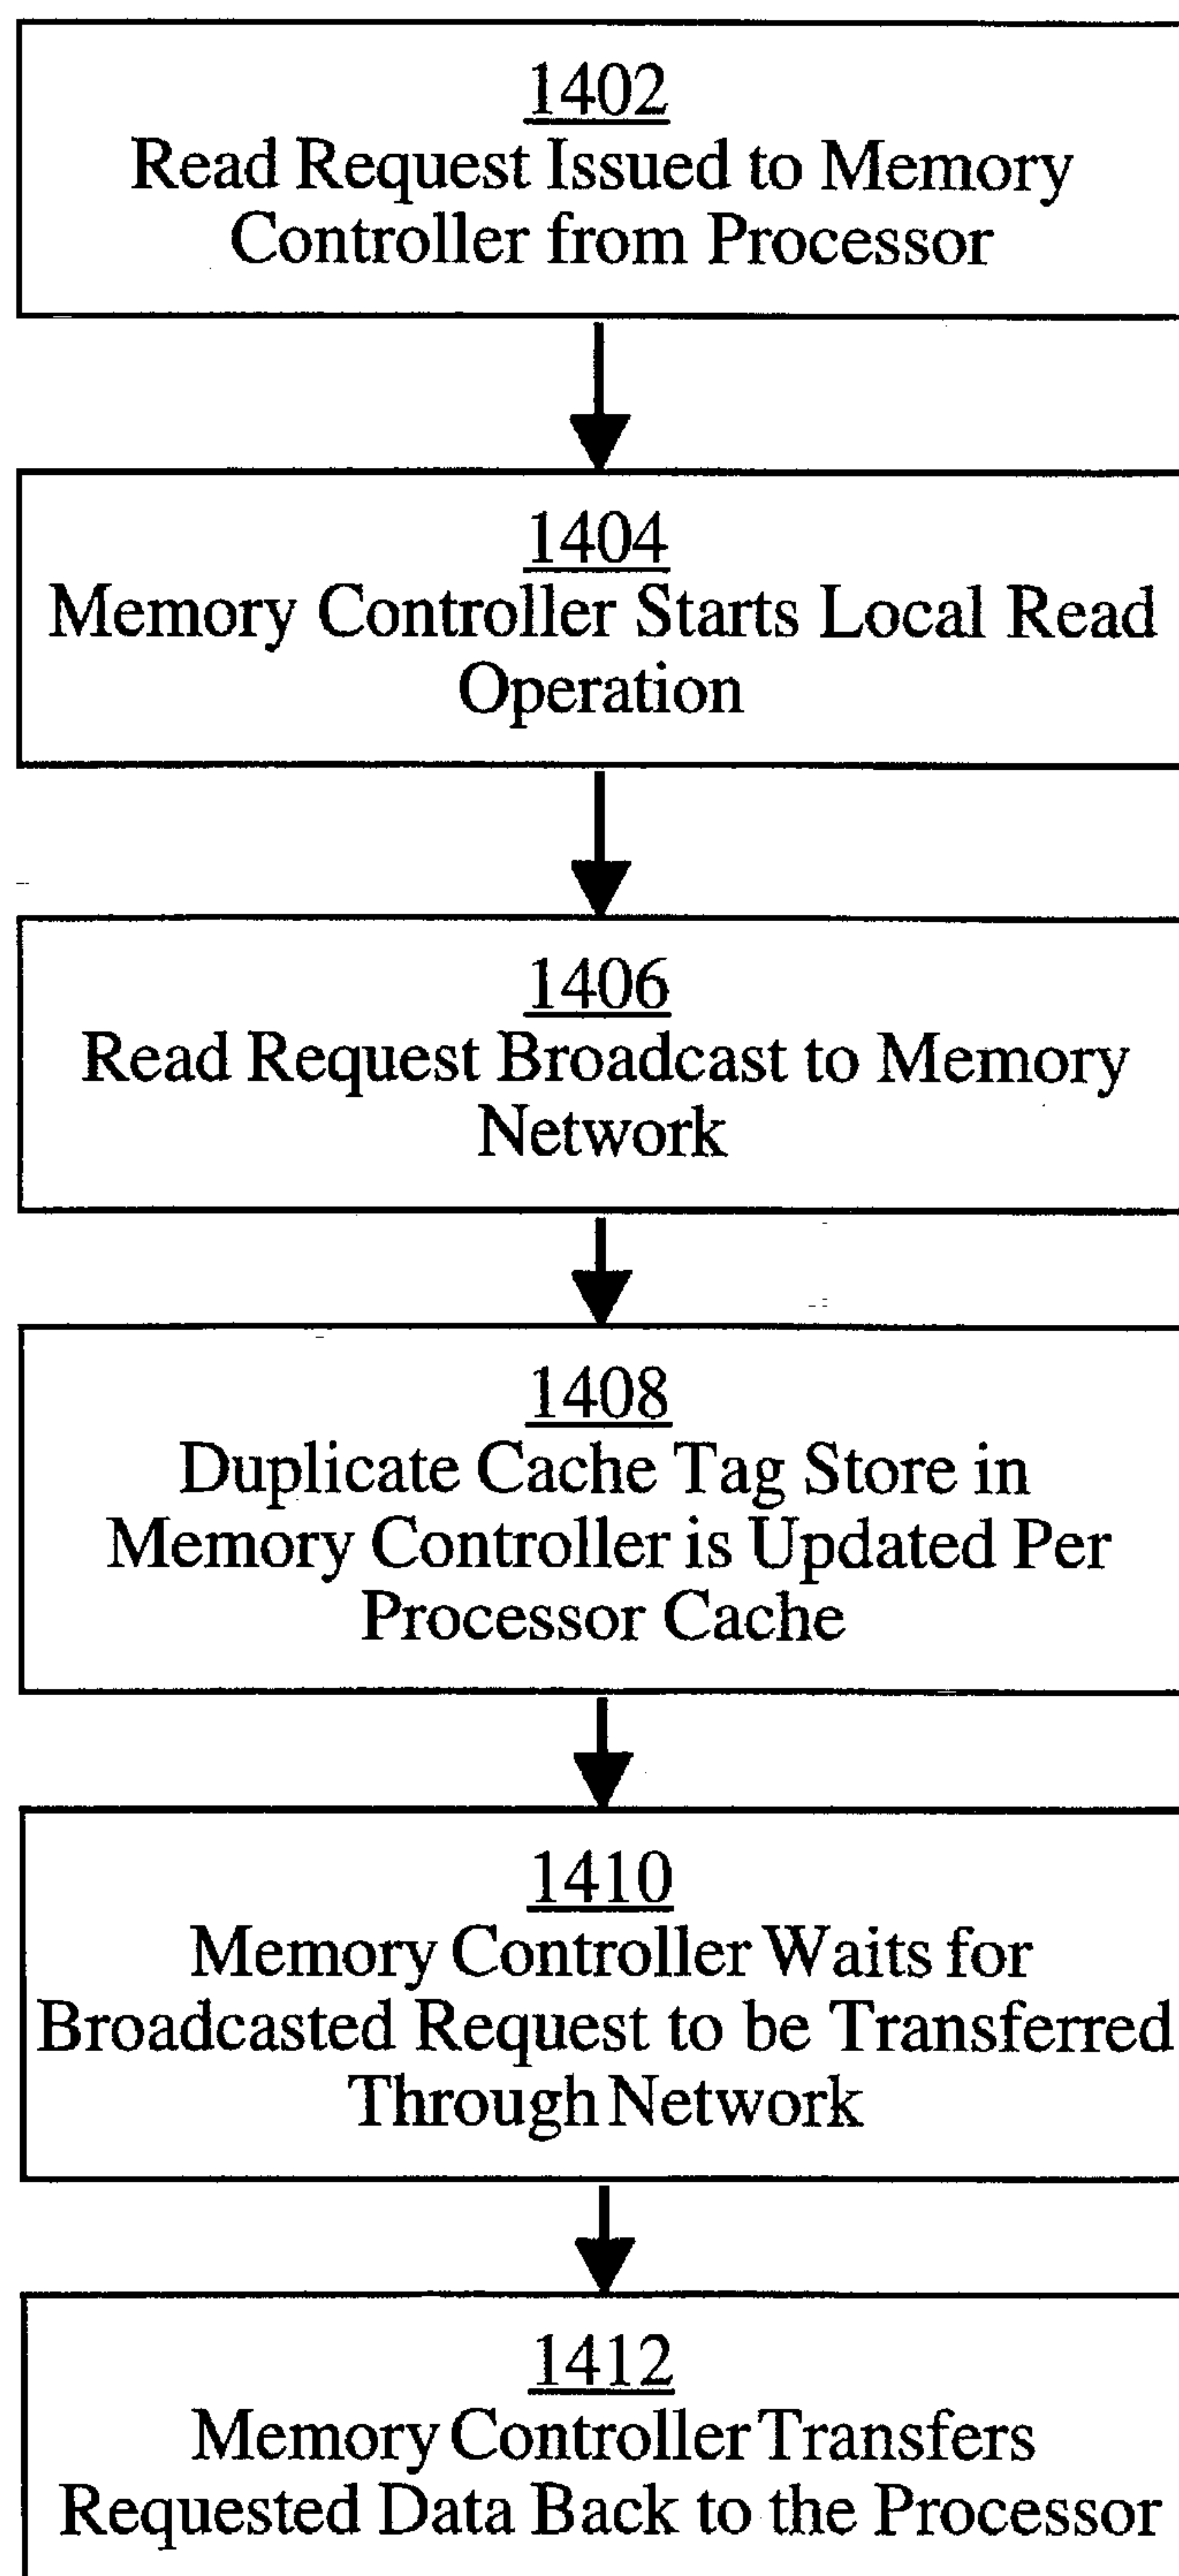 1402
Read Request Issued to Memory
Controller from Processor
1404
Memory Controller Starts Local Read
Operation
1406
Read Request Broadcast to Memory
Network
1408
Duplicate Cache Tag Store in
Memory Controller is Updated Per
Processor Cache
1410
Memory Controller Waits for
Broadcasted Request to be Transferred
Through Network
1412
Memory Controller Transfers
Requested Data Back to the Processor